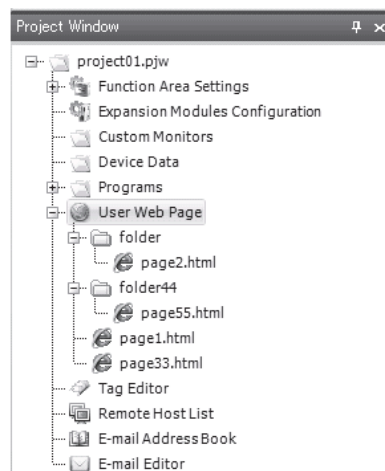 Project Window
project01.pjw
Function Area Settings
Expansion Modules Configuration
Custom Monitors
Device Data
Programs
User Web Page
folder
page2.html
folder44
page55.html
page1.html
page33.html
Tag Editor
Remote Host List
E-mail Address Book
E-mail Editor